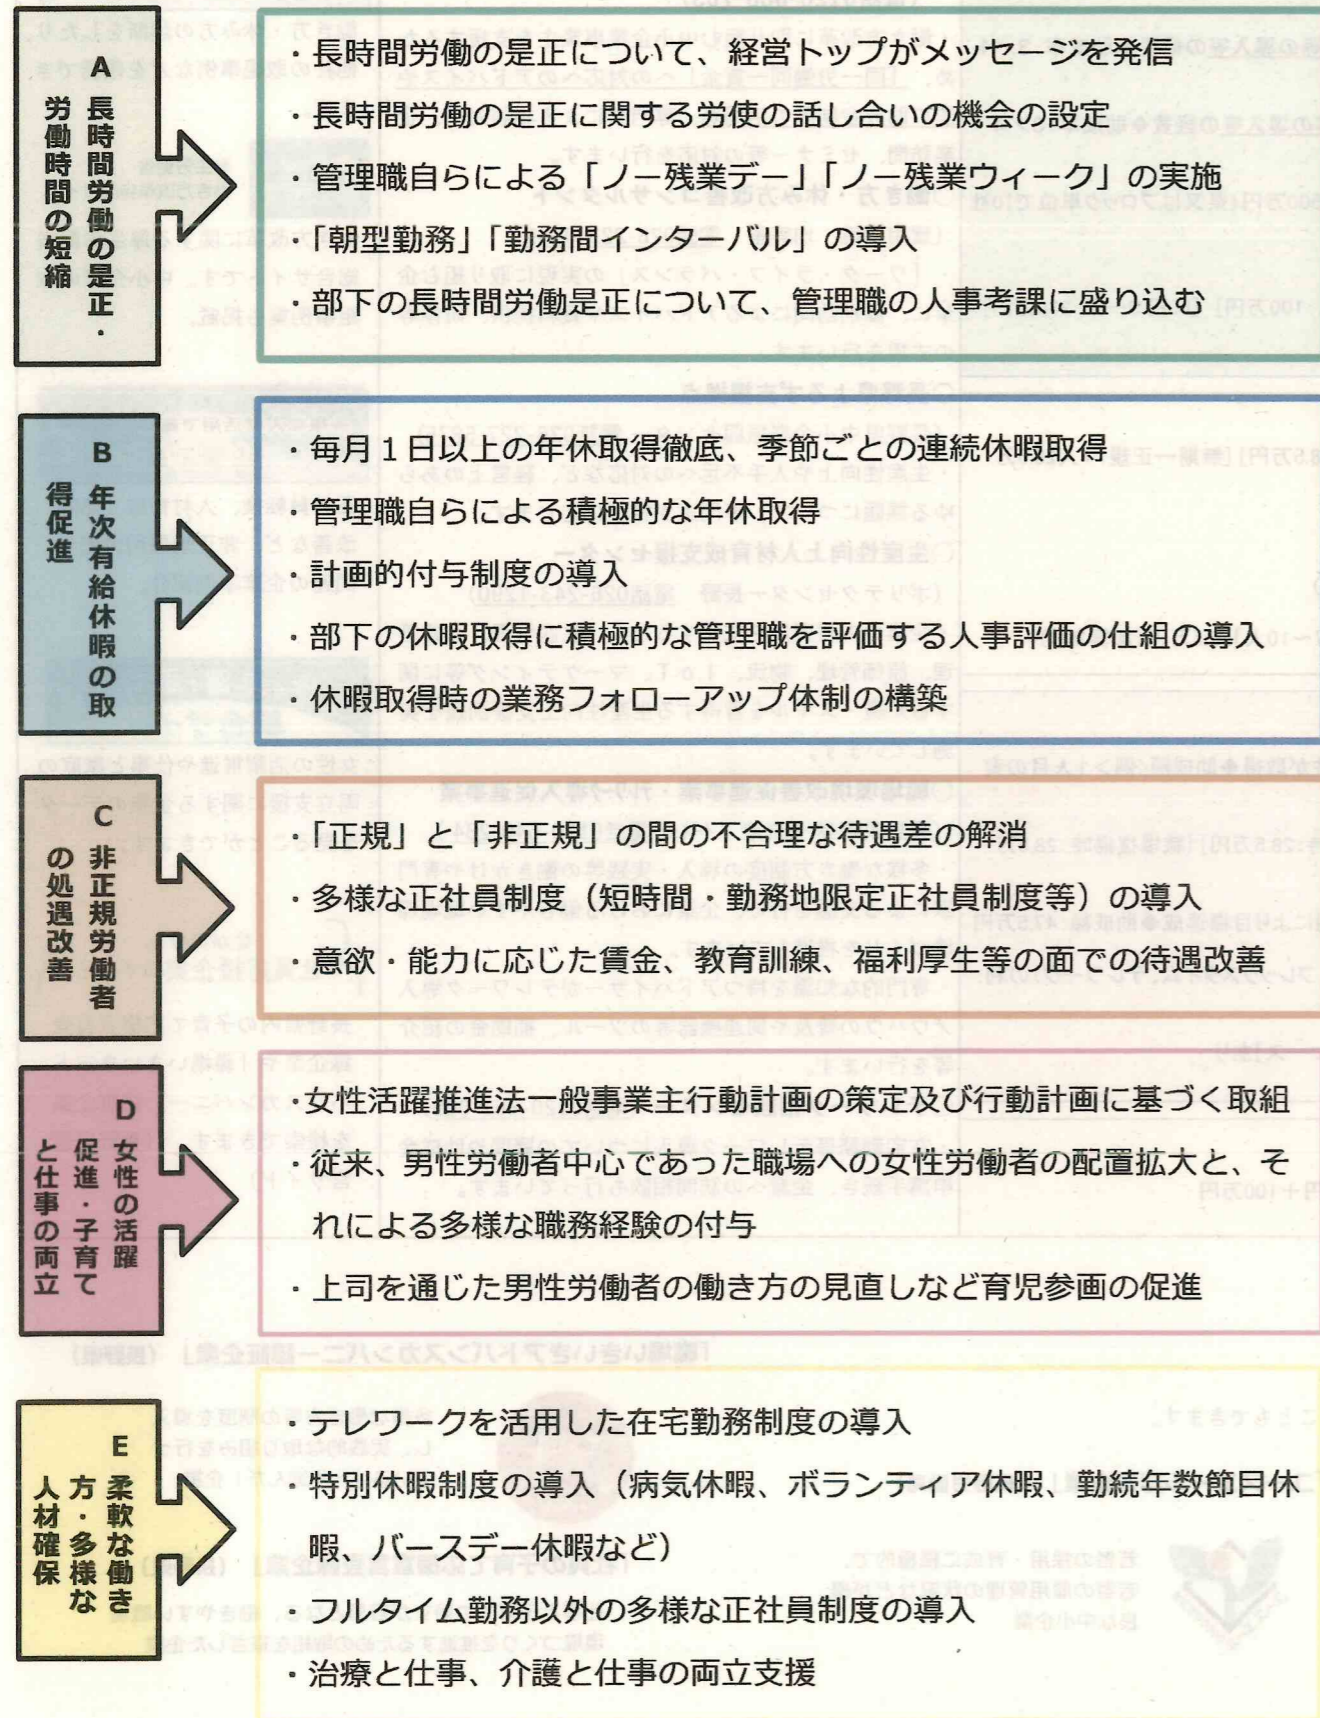 A 長時間労働の是正・
労働時間の短縮
・長時間労働の是正について、経営トップがメッセージを発信
・長時間労働の是正に関する労使の話し合いの機会の設定
・管理職自らによる「ノー残業デー」「ノー残業ウィーク」の実施
・「朝型勤務」「勤務間インターバル」の導入
・部下の長時間労働是正について、管理職の人事考課に盛り込む
B 年次有給休暇の取
得促進
・毎月1日以上の年休取得徹底、季節ごとの連続休暇取得
・管理職自らによる積極的な年休取得
・計画的付与制度の導入
・部下の休暇取得に積極的な管理職を評価する人事評価の仕組の導入
・休暇取得時の業務フォローアップ体制の構築
C 非正規労働者
の処遇改善
・「正規」と「非正規」の間の不合理な待遇差の解消
・多様な正社員制度（短時間・勤務地限定正社員制度等）の導入
・意欲・能力に応じた賃金、教育訓練、福利厚生等の面での待遇改善
D 女性の活躍
促進・子育て
と仕事の両立
・女性活躍推進法一般事業主行動計画の策定及び行動計画に基づく取組
・従来、男性労働者中心であった職場への女性労働者の配置拡大と、そ
れによる多様な職務経験の付与
・上司を通じた男性労働者の働き方の見直しなど育児参画の促進
E 柔軟な働き
方・多様な
人材確保
・テレワークを活用した在宅勤務制度の導入
・特別休暇制度の導入（病気休暇、ボランティア休暇、勤続年数節目休
暇、バースデー休暇など）
・フルタイム勤務以外の多様な正社員制度の導入
・治療と仕事、介護と仕事の両立支援